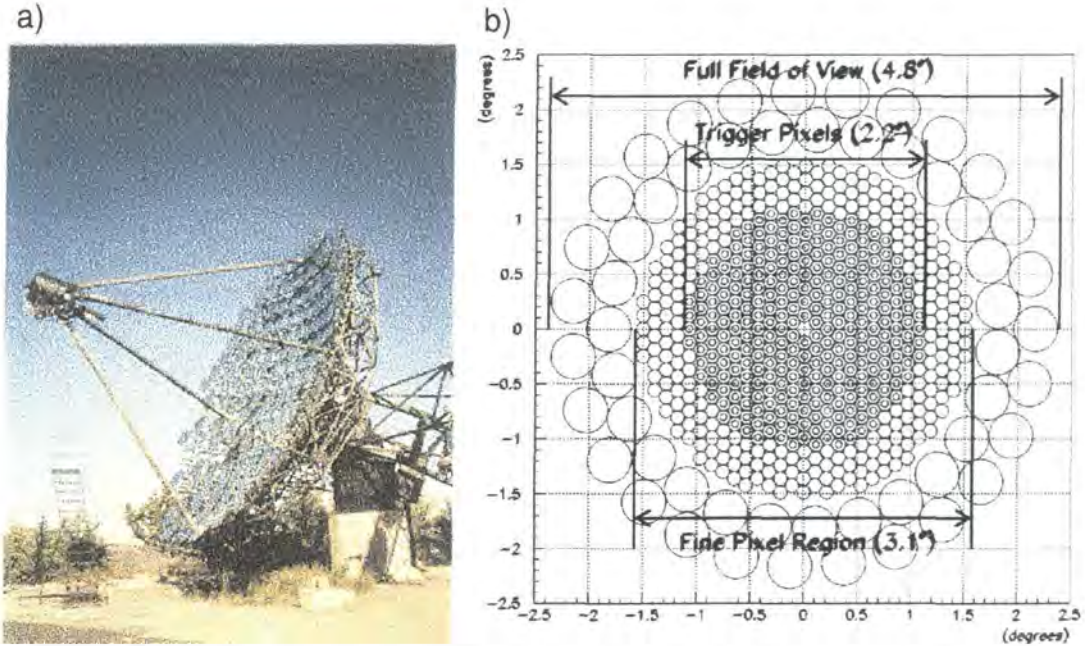 a)
b)
(degrees)
2.5
2
1.5
1
0.5
0
−0.5
−1
−1.5
−2
−2.5
Full Field of View (4.8°)
Trigger Pixels (2.2°)
Fine Pixel Region (3.1°)
−2.5 −2 −1.5 −1 −0.5 0 0.5 1 1.5 2 2.5
(degrees)